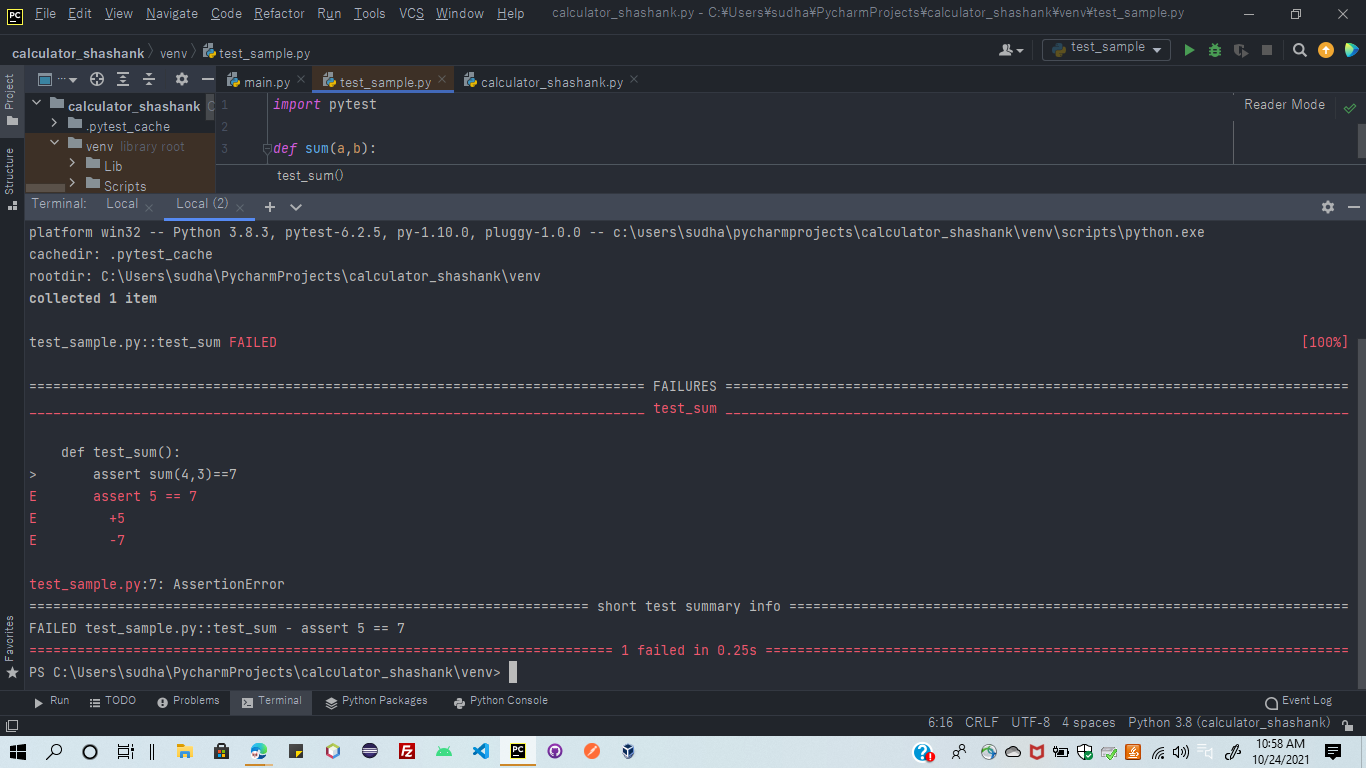 PC File Edit View Navigate Code Refactor Run Tools VCS Window Help calculator_shashank.py - C:¥Users¥sudha¥PycharmProjects¥calculator_shashank¥venv¥test_sample.py
calculator_shashank venv test_sample.py test_sample
Project
Structure
Favorites
main.py test_sample.py calculator_shashank.py
calculator_shashank
.pytest_cache
venv library root
Lib
Scripts
1 import pytest
2
3 def sum(a,b):
Reader Mode
test_sum()
Terminal: Local Local (2)
platform win32 -- Python 3.8.3, pytest-6.2.5, py-1.10.0, pluggy-1.0.0 -- c:\users\sudha\pycharmprojects\calculator_shashank\venv\scripts\python.exe
cachedir: .pytest_cache
rootdir: C:\Users\sudha\PycharmProjects\calculator_shashank\venv
collected 1 item
test_sample.py::test_sum FAILED [100%]
============================================================================= FAILURES ==============================================================================
_____________________________________________________________________________ test_sum ______________________________________________________________________________
def test_sum():
> assert sum(4,3)==7
E assert 5 == 7
E +5
E -7
test_sample.py:7: AssertionError
====================================================================== short test summary info ======================================================================
FAILED test_sample.py::test_sum - assert 5 == 7
========================================================================= 1 failed in 0.25s =========================================================================
PS C:\Users\sudha\PycharmProjects\calculator_shashank\venv>
Run TODO Problems Terminal Python Packages Python Console Event Log
6:16 CRLF UTF-8 4 spaces Python 3.8 (calculator_shashank)
PC
10:58 AM
10/24/2021